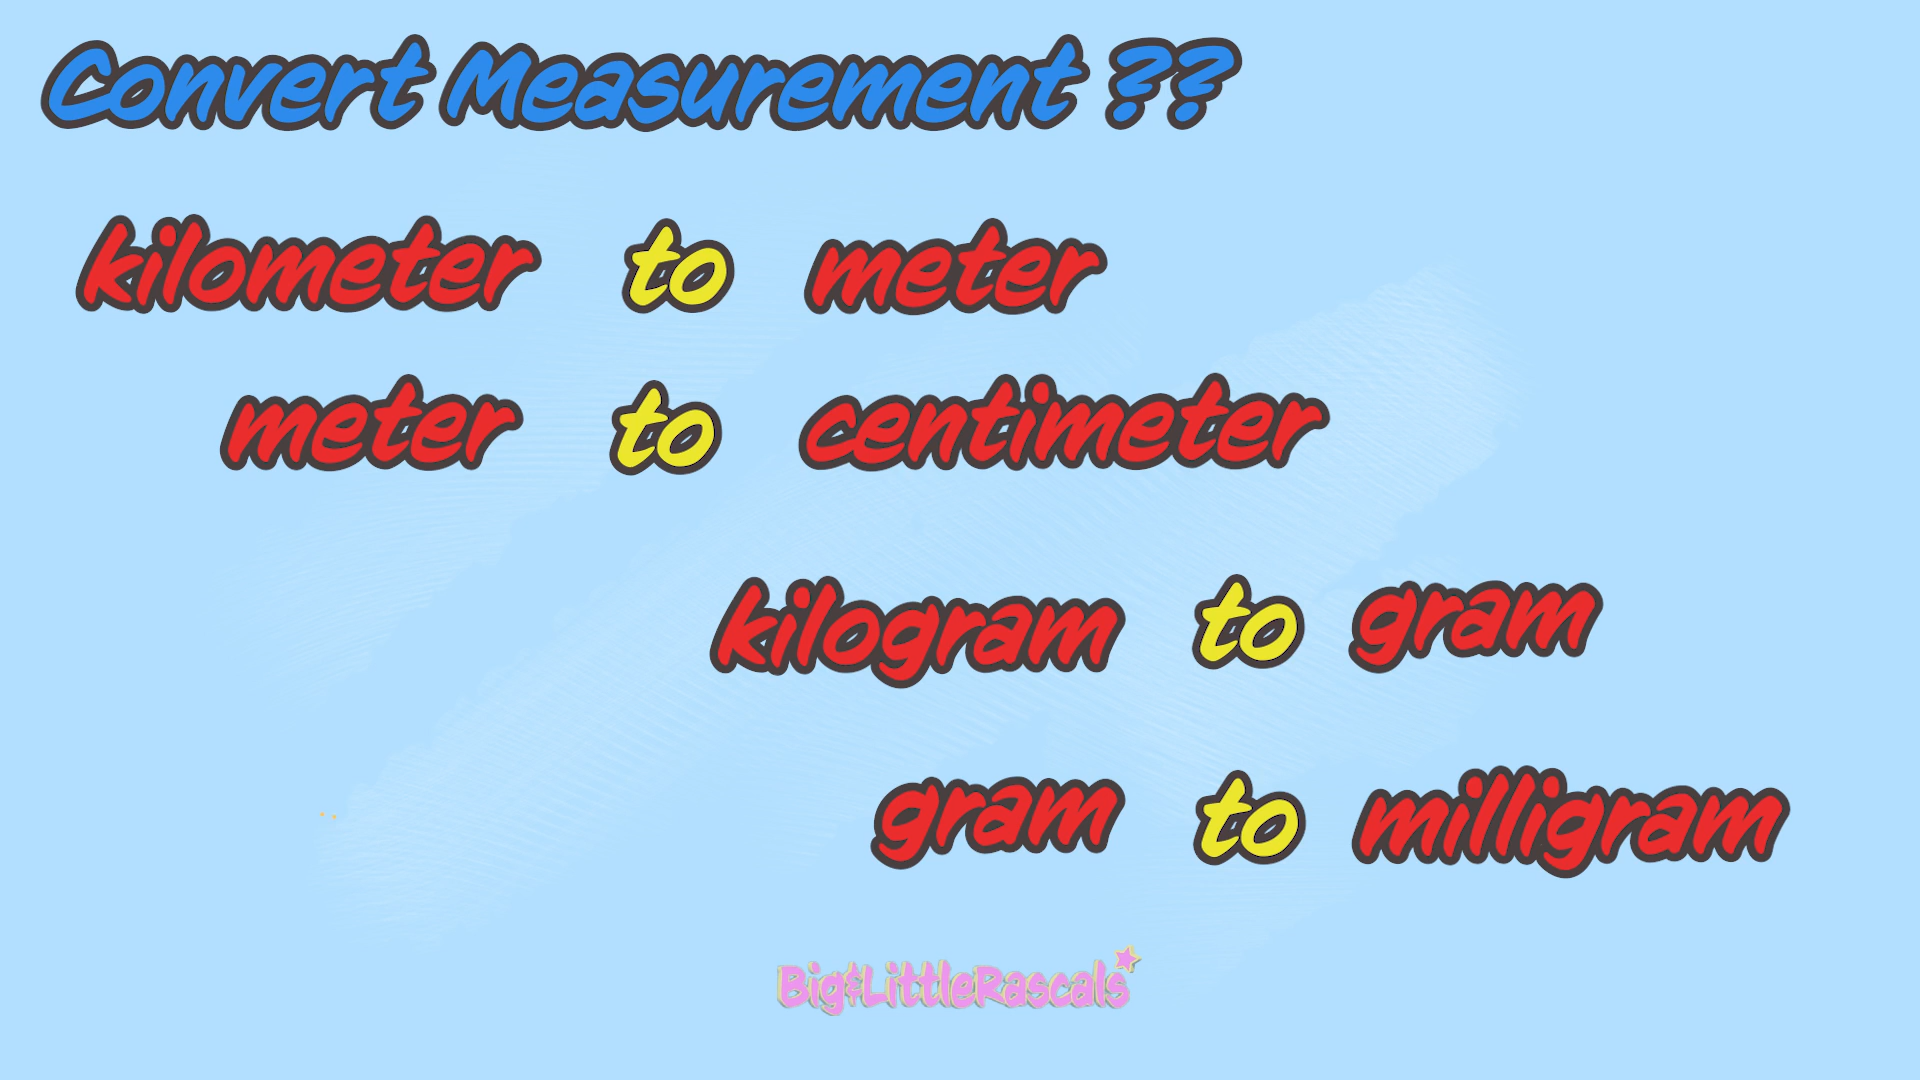 Convert Measurement ??
kilometer to meter
meter to centimeter
kilogram to gram
gram to milligram
Big&LittleRascals